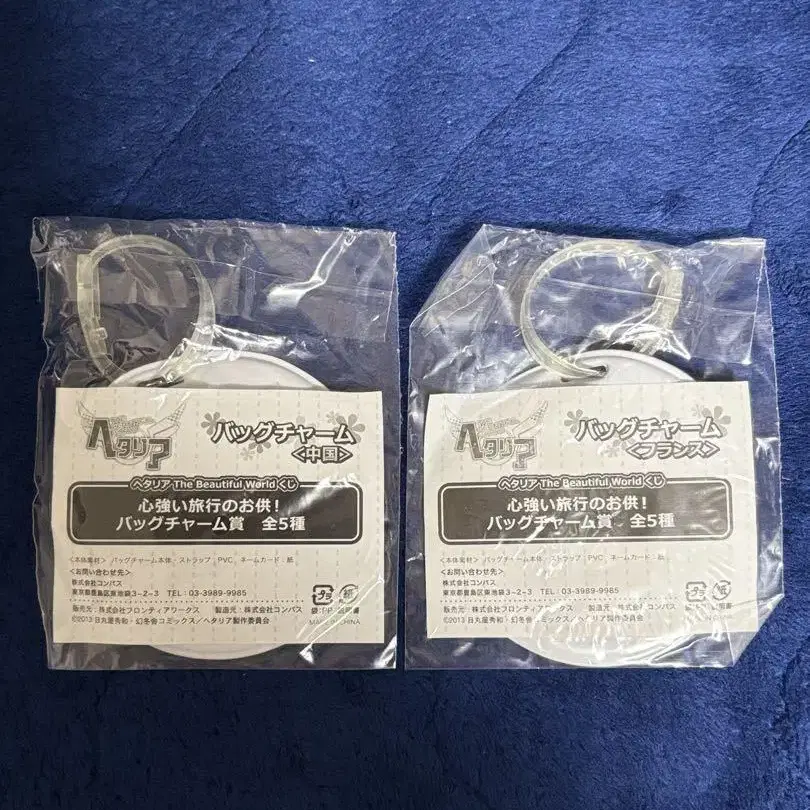 ヘタリア
バッグチャーム
<中国>
ヘタリア The Beautiful World くじ
心強い旅行のお供！
バッグチャーム賞 全5種
<本体素材> バッグチャーム本体・ストラップ：PVC、ネームカード：紙
<お問い合わせ先>
株式会社コンパス
東京都豊島区東池袋3-2-3 TEL：03-3989-9985
販売元：株式会社フロンティアワークス 製造元：株式会社コンパス
©2013 日丸屋秀和・幻冬舎コミックス／ヘタリア製作委員会
プラ
紙
袋:PP 説明書
MADE IN CHINA
ヘタリア
バッグチャーム
<フランス>
ヘタリア The Beautiful World くじ
心強い旅行のお供！
バッグチャーム賞 全5種
<本体素材> バッグチャーム本体・ストラップ：PVC、ネームカード：紙
<お問い合わせ先>
株式会社コンパス
東京都豊島区東池袋3-2-3 TEL：03-3989-9985
販売元：株式会社フロンティアワークス 製造元：株式会社コンパス
©2013 日丸屋秀和・幻冬舎コミックス／ヘタリア製作委員会
プラ
紙